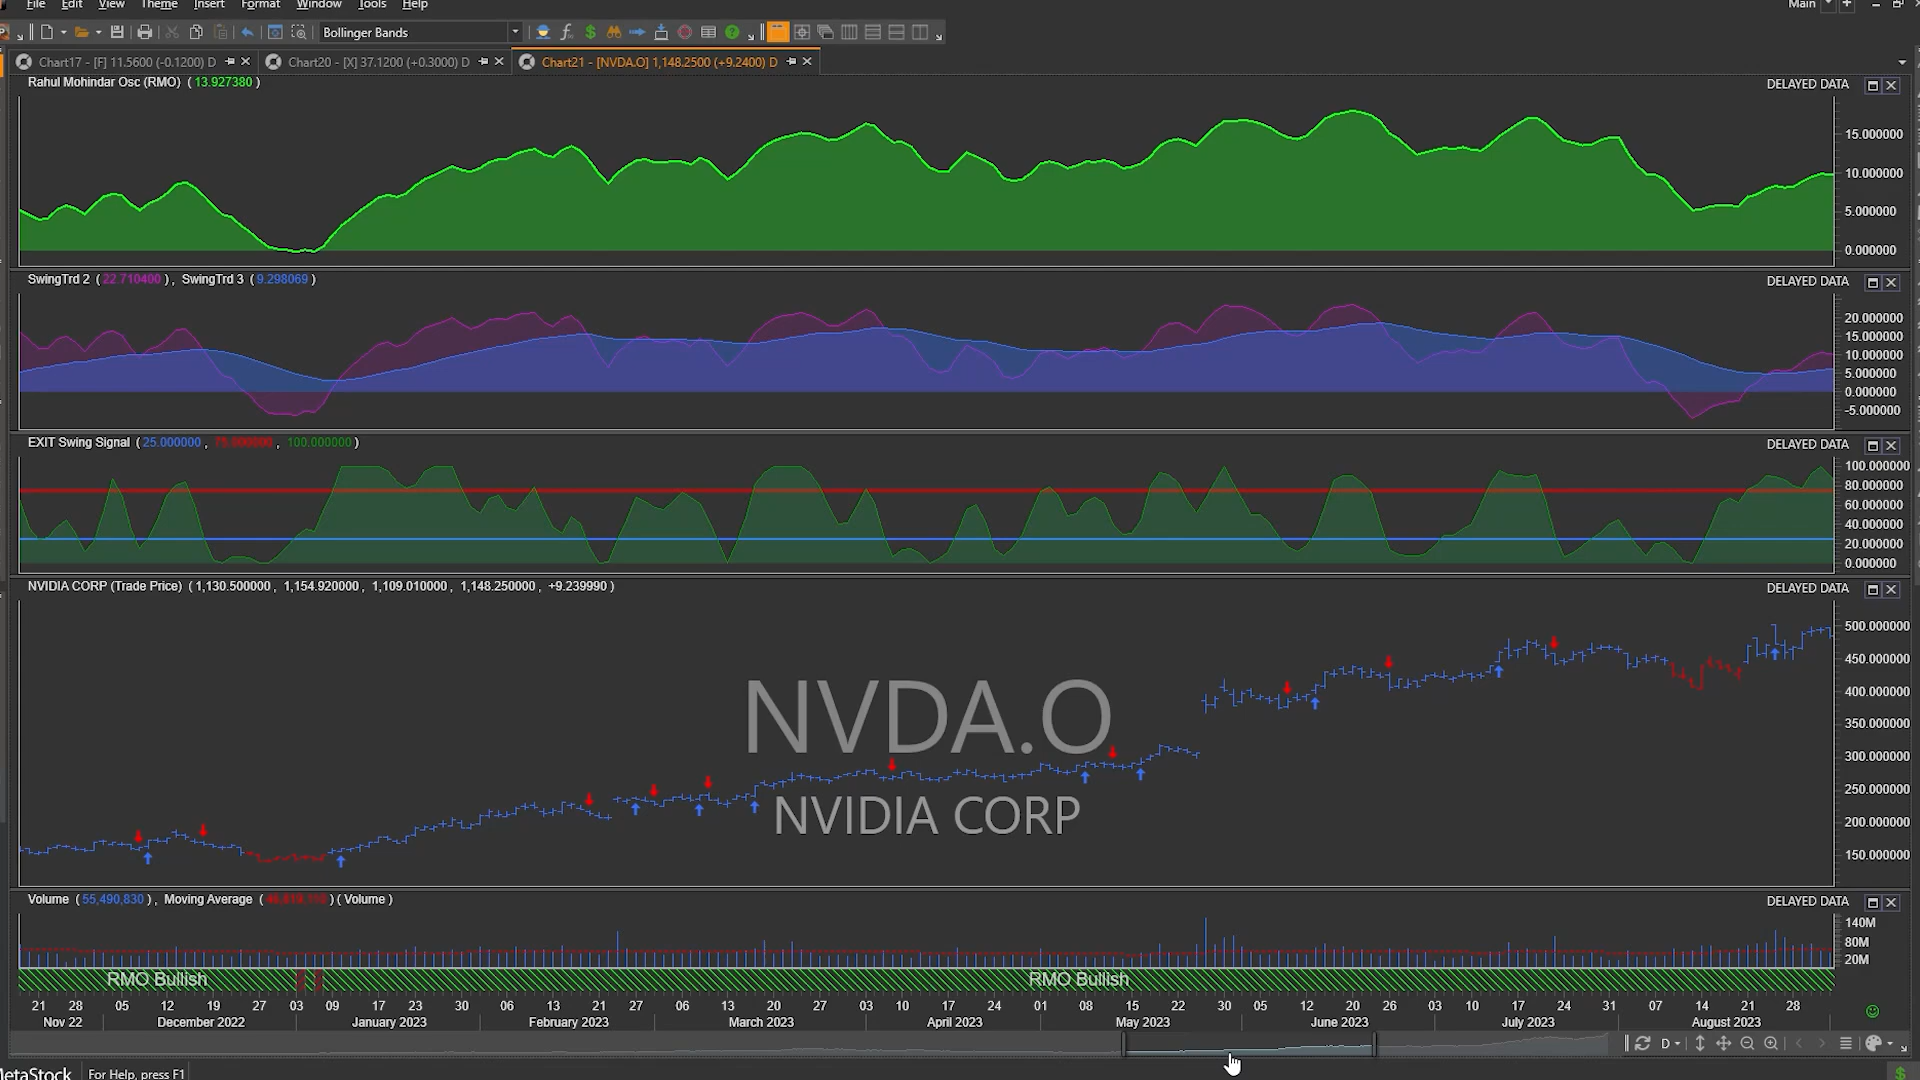 File Edit View Theme Insert Format Window Tools Help Main
Bollinger Bands
Chart17 - [F] 11.5600 (-0.1200) D Chart20 - [X] 37.1200 (+0.3000) D Chart21 - [NVDA.O] 1,148.2500 (+9.2400) D
Rahul Mohindar Osc (RMO) ( 13.927380 ) DELAYED DATA
15.000000
10.000000
5.000000
0.000000
SwingTrd 2 ( 22.710400 ), SwingTrd 3 ( 9.298069 ) DELAYED DATA
20.000000
15.000000
10.000000
5.000000
0.000000
-5.000000
EXIT Swing Signal ( 25.000000 , 75.000000 , 100.000000 ) DELAYED DATA
100.000000
80.000000
60.000000
40.000000
20.000000
0.000000
NVIDIA CORP (Trade Price) ( 1,130.500000 , 1,154.920000 , 1,109.010000 , 1,148.250000 , +9.239990 ) DELAYED DATA
500.000000
450.000000
400.000000
350.000000
300.000000
250.000000
200.000000
150.000000
NVDA.O
NVIDIA CORP
Volume ( 55,490,830 ), Moving Average ( ) ( Volume ) DELAYED DATA
140M
80M
20M
RMO Bullish RMO Bullish
21 28 05 12 19 27 03 09 17 23 30 06 13 21 27 06 13 20 27 03 10 17 24 01 08 15 22 30 05 12 20 26 03 10 17 24 31 07 14 21 28
Nov 22 December 2022 January 2023 February 2023 March 2023 April 2023 May 2023 June 2023 July 2023 August 2023
D
MetaStock For Help, press F1